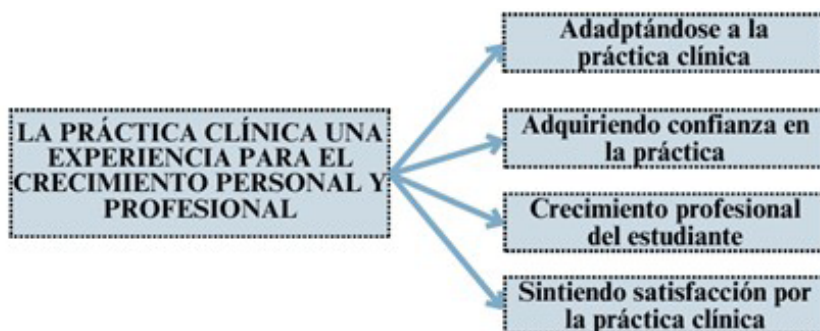 Adadptándose a la
práctica clínica
LA PRÁCTICA CLÍNICA UNA
EXPERIENCIA PARA EL
CRECIMIENTO PERSONAL Y
PROFESIONAL
Adquiriendo confianza en
la práctica
Crecimiento profesional
del estudiante
Sintiendo satisfacción por
la práctica clínica